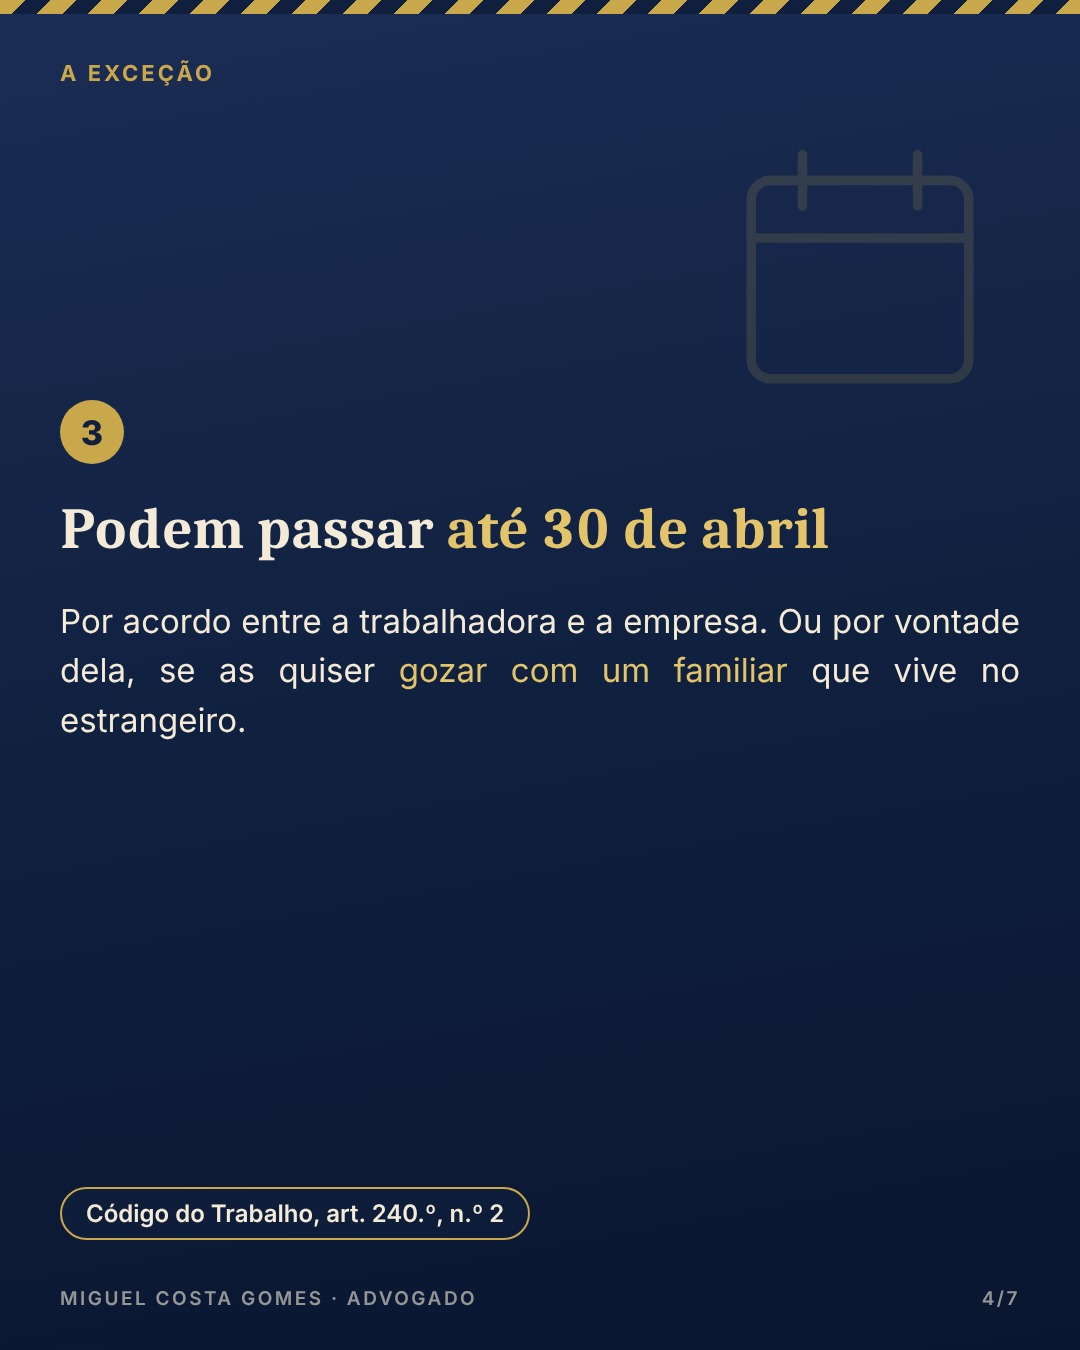 A EXCEÇÃO
3
Podem passar até 30 de abril
Por acordo entre a trabalhadora e a empresa. Ou por vontade
dela, se as quiser gozar com um familiar que vive no
estrangeiro.
Código do Trabalho, art. 240.º, n.º 2
MIGUEL COSTA GOMES · ADVOGADO
4/7